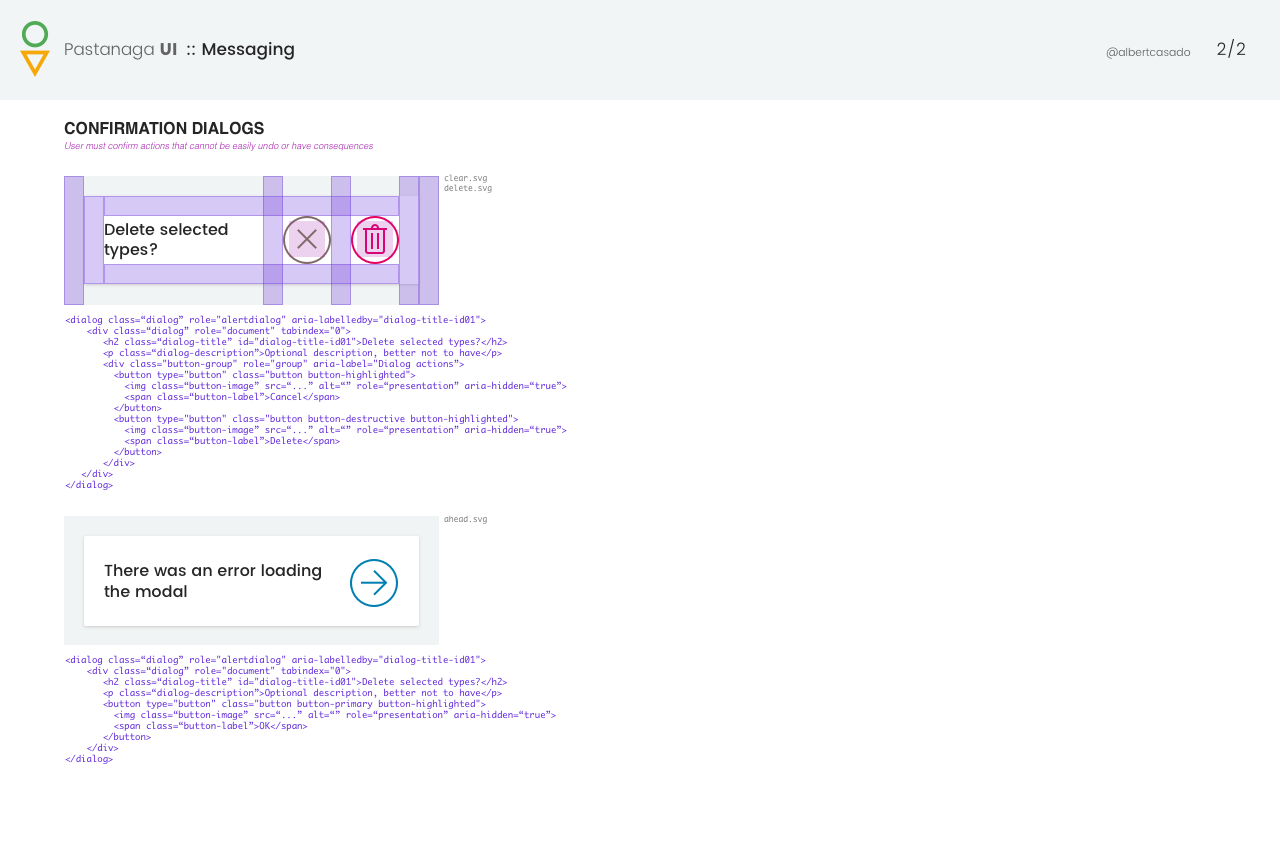 Pastanaga UI :: Messaging
@albertcasado
2/2
CONFIRMATION DIALOGS
User must confirm actions that cannot be easily undo or have consequences
clear.svg
delete.svg
Delete selected
types?
<dialog class=“dialog” role="alertdialog" aria-labelledby="dialog-title-id01">
<div class=“dialog” role="document" tabindex="0">
<h2 class=“dialog-title” id="dialog-title-id01">Delete selected types?</h2>
<p class=“dialog-description”>Optional description, better not to have</p>
<div class="button-group" role="group" aria-label="Dialog actions”>
<button type="button" class="button button-highlighted">
<img class=“button-image” src=“...” alt=“” role=“presentation” aria-hidden=“true”>
<span class=“button-label”>Cancel</span>
</button>
<button type="button" class="button button-destructive button-highlighted">
<img class=“button-image” src=“...” alt=“” role=“presentation” aria-hidden=“true”>
<span class=“button-label”>Delete</span>
</button>
</div>
</div>
</dialog>
ahead.svg
There was an error loading
the modal
<dialog class=“dialog” role="alertdialog" aria-labelledby="dialog-title-id01">
<div class=“dialog” role="document" tabindex="0">
<h2 class=“dialog-title” id="dialog-title-id01">Delete selected types?</h2>
<p class=“dialog-description”>Optional description, better not to have</p>
<button type="button" class="button button-primary button-highlighted">
<img class=“button-image” src=“...” alt=“” role=“presentation” aria-hidden=“true”>
<span class=“button-label”>OK</span>
</button>
</div>
</dialog>